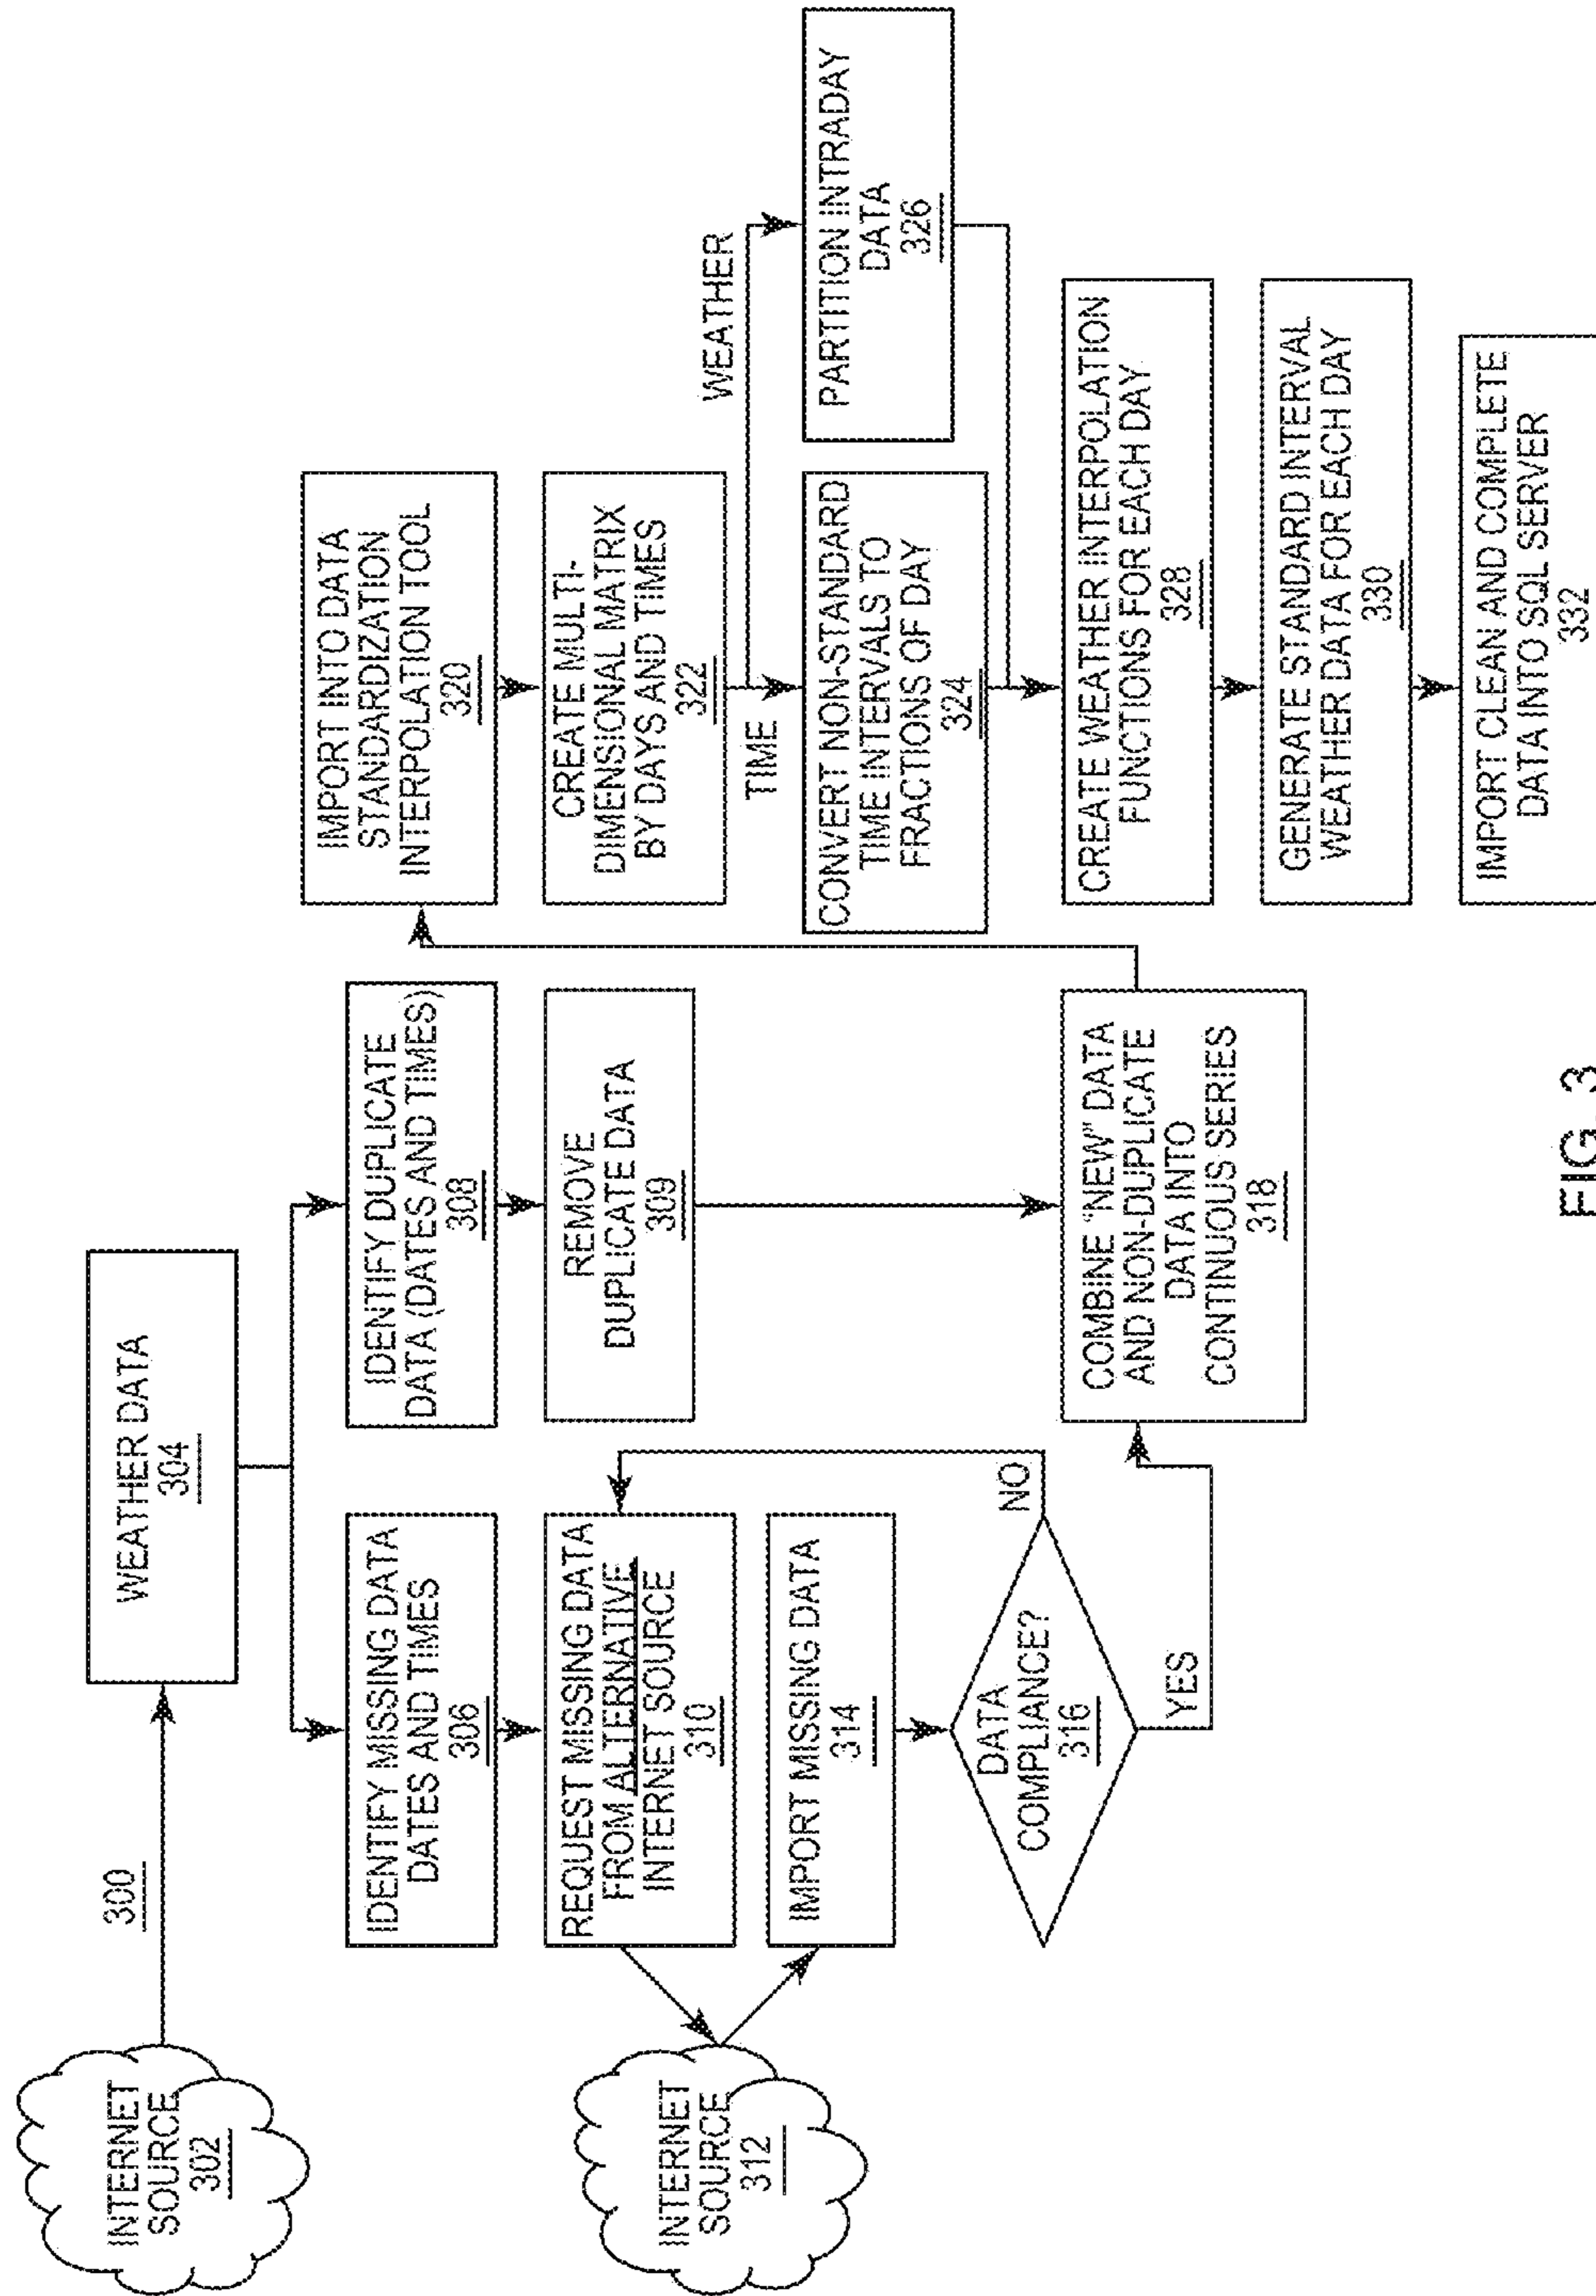 300
INTERNET
SOURCE
302
WEATHER DATA
304
IDENTIFY MISSING DATA
DATES AND TIMES
306
IDENTIFY DUPLICATE
DATA (DATES AND TIMES)
308
REQUEST MISSING DATA
FROM ALTERNATIVE
INTERNET SOURCE
310
REMOVE
DUPLICATE DATA
309
INTERNET
SOURCE
312
IMPORT MISSING DATA
314
DATA
COMPLIANCE?
316
NO
YES
COMBINE "NEW" DATA
AND NON-DUPLICATE
DATA INTO
CONTINUOUS SERIES
318
IMPORT INTO DATA
STANDARDIZATION
INTERPOLATION TOOL
320
CREATE MULTI-
DIMENSIONAL MATRIX
BY DAYS AND TIMES
322
TIME
WEATHER
CONVERT NON-STANDARD
TIME INTERVALS TO
FRACTIONS OF DAY
324
PARTITION INTRADAY
DATA
326
CREATE WEATHER INTERPOLATION
FUNCTIONS FOR EACH DAY
328
GENERATE STANDARD INTERVAL
WEATHER DATA FOR EACH DAY
330
IMPORT CLEAN AND COMPLETE
DATA INTO SQL SERVER
332
FIG. 3